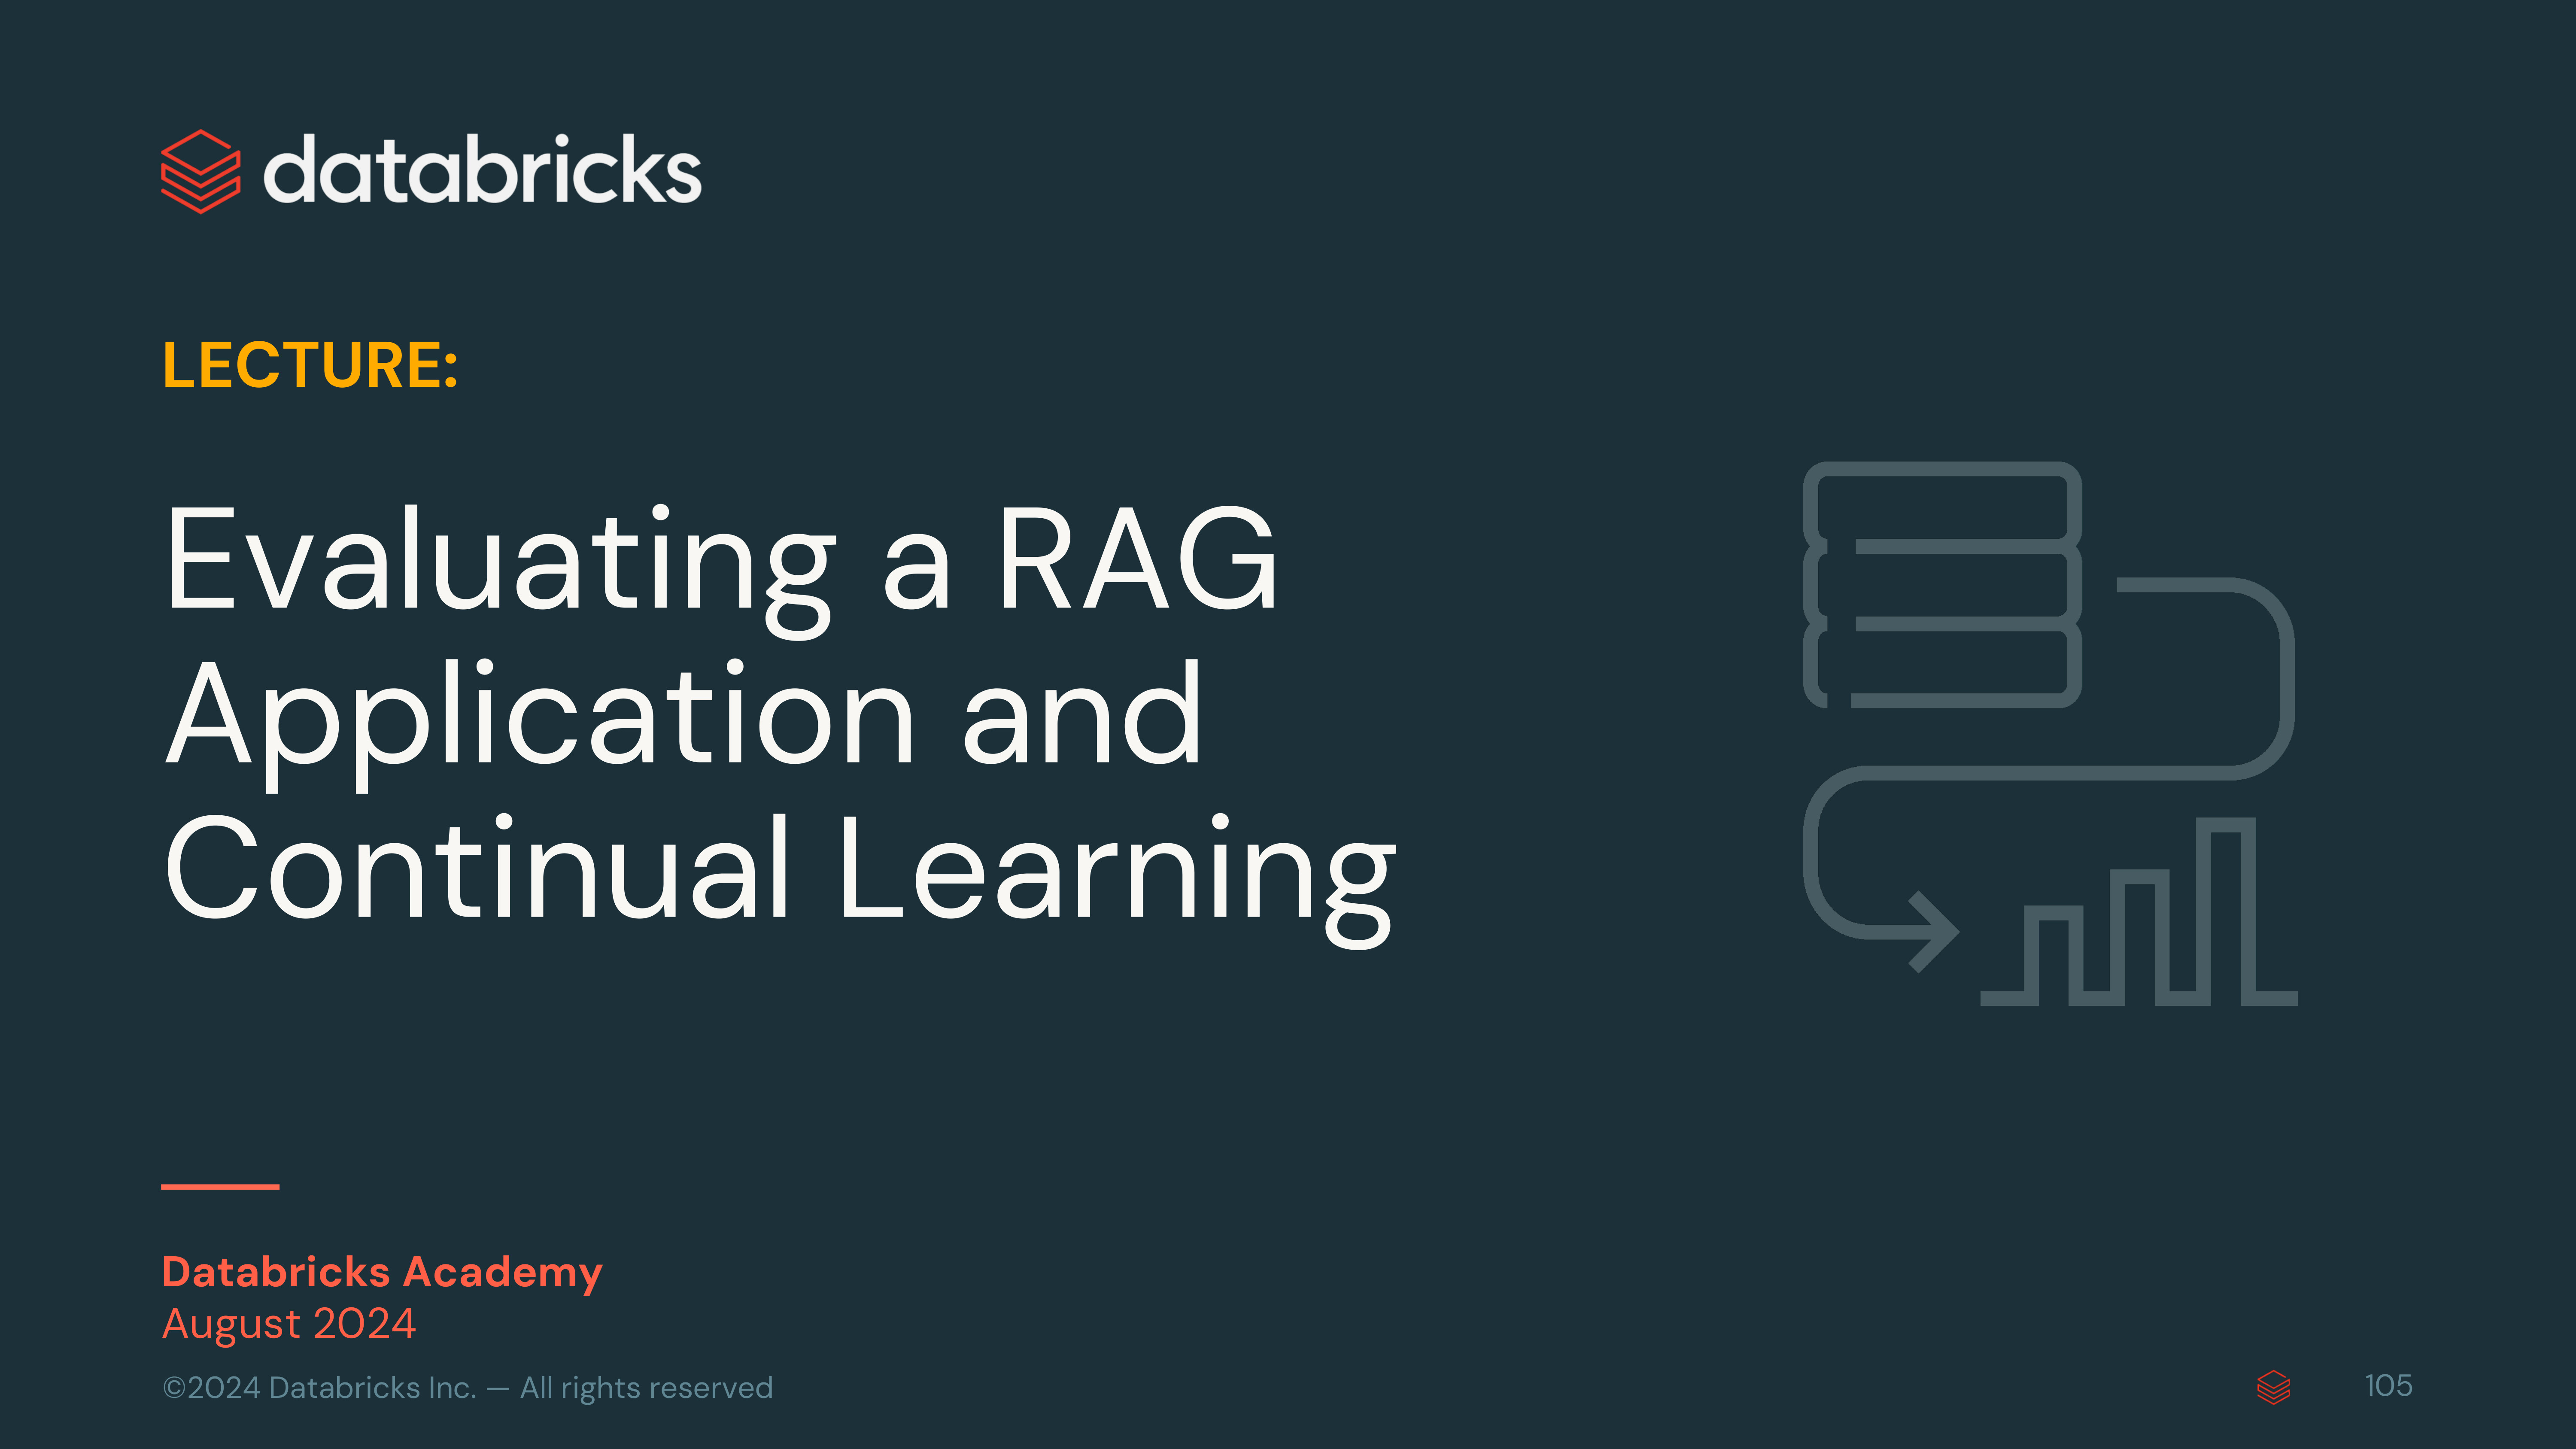 databricks
LECTURE:
Evaluating a RAG
Application and
Continual Learning
Databricks Academy
August 2024
©2024 Databricks Inc. — All rights reserved
105